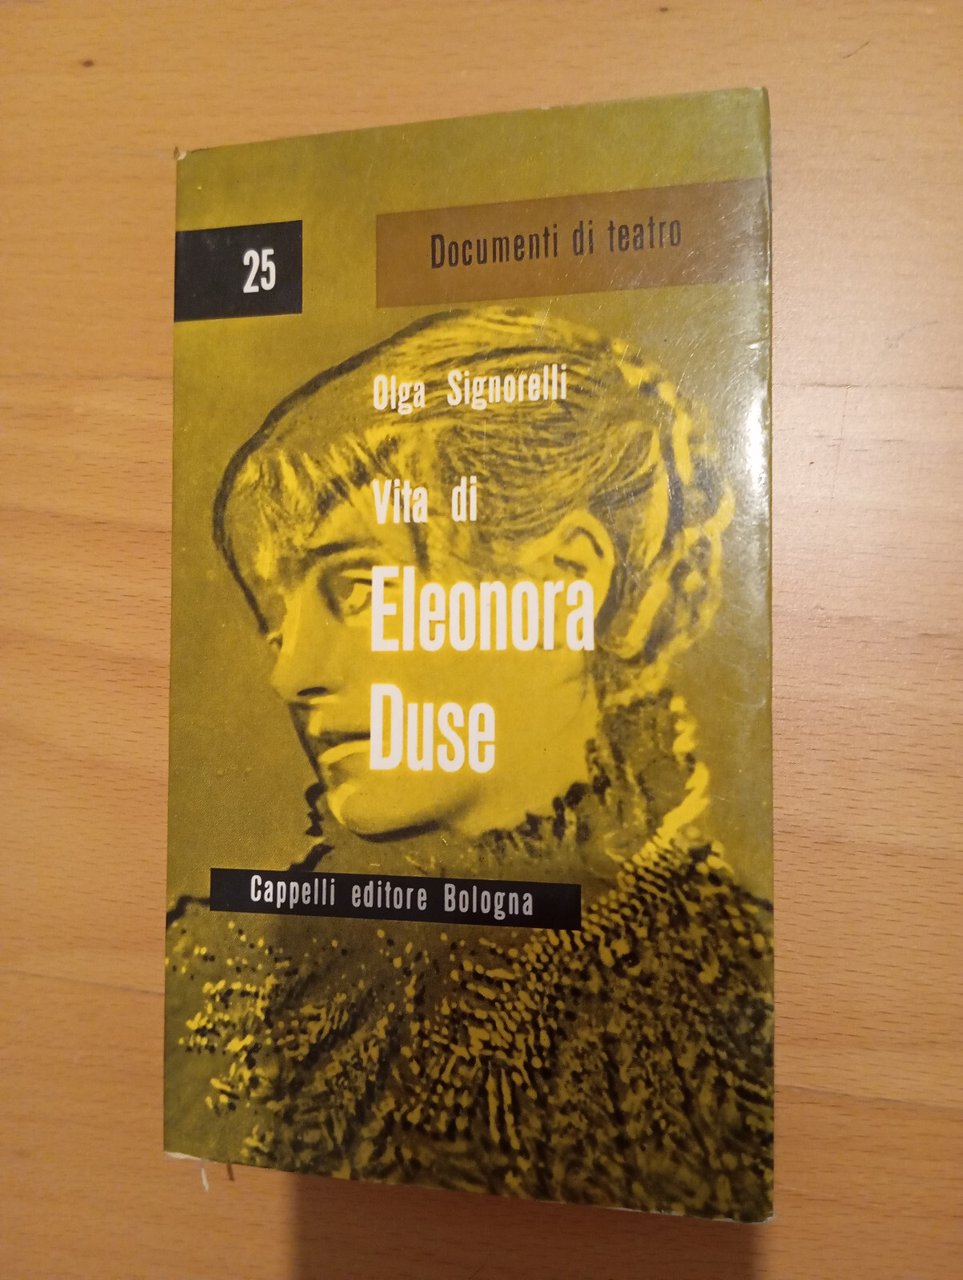 25
Documenti di teatro
Olga Signorelli
Vita di
Eleonora
Duse
Cappelli editore Bologna